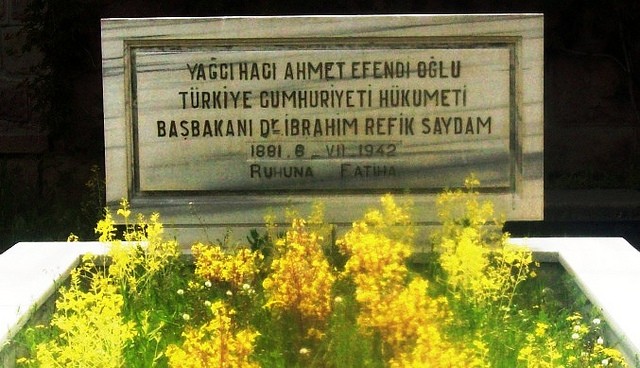 YAĞCI HACI AHMET EFENDİ OĞLU
TÜRKİYE CUMHURİYETİ HÜKUMETİ
BAŞBAKANI Dr. İBRAHİM REFİK SAYDAM
1881. 8 _ VII. 1942
RUHUNA FATİHA